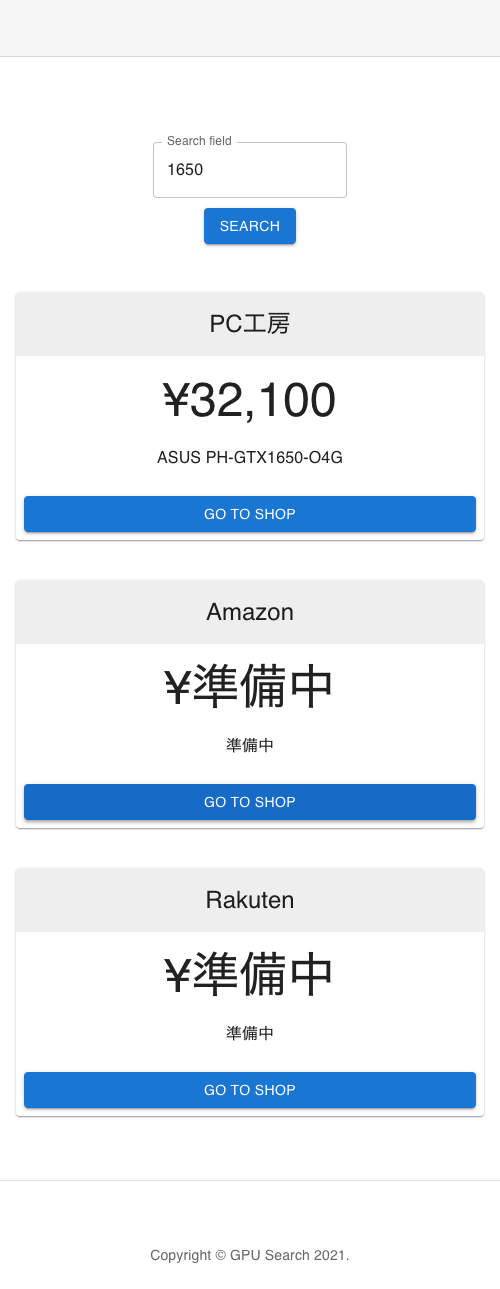 Search field
1650
SEARCH
PC工房
¥32,100
ASUS PH-GTX1650-O4G
GO TO SHOP
Amazon
¥準備中
準備中
GO TO SHOP
Rakuten
¥準備中
準備中
GO TO SHOP
Copyright © GPU Search 2021.